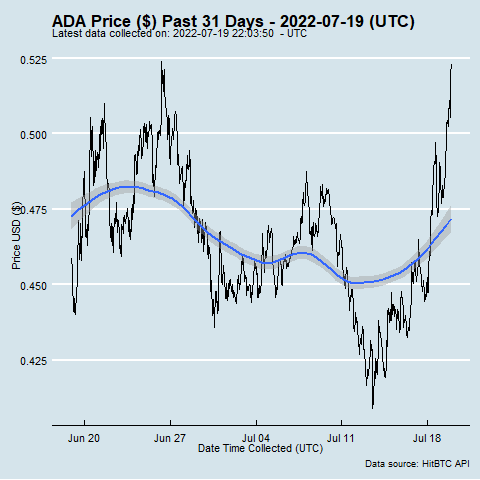 ADA Price ($) Past 31 Days - 2022-07-19 (UTC)
Latest data collected on: 2022-07-19 22:03:50 - UTC
0.525
0.500
0.475
0.450
0.425
Price USD ($)
Jun 20 Jun 27 Jul 04 Jul 11 Jul 18
Date Time Collected (UTC)
Data source: HitBTC API